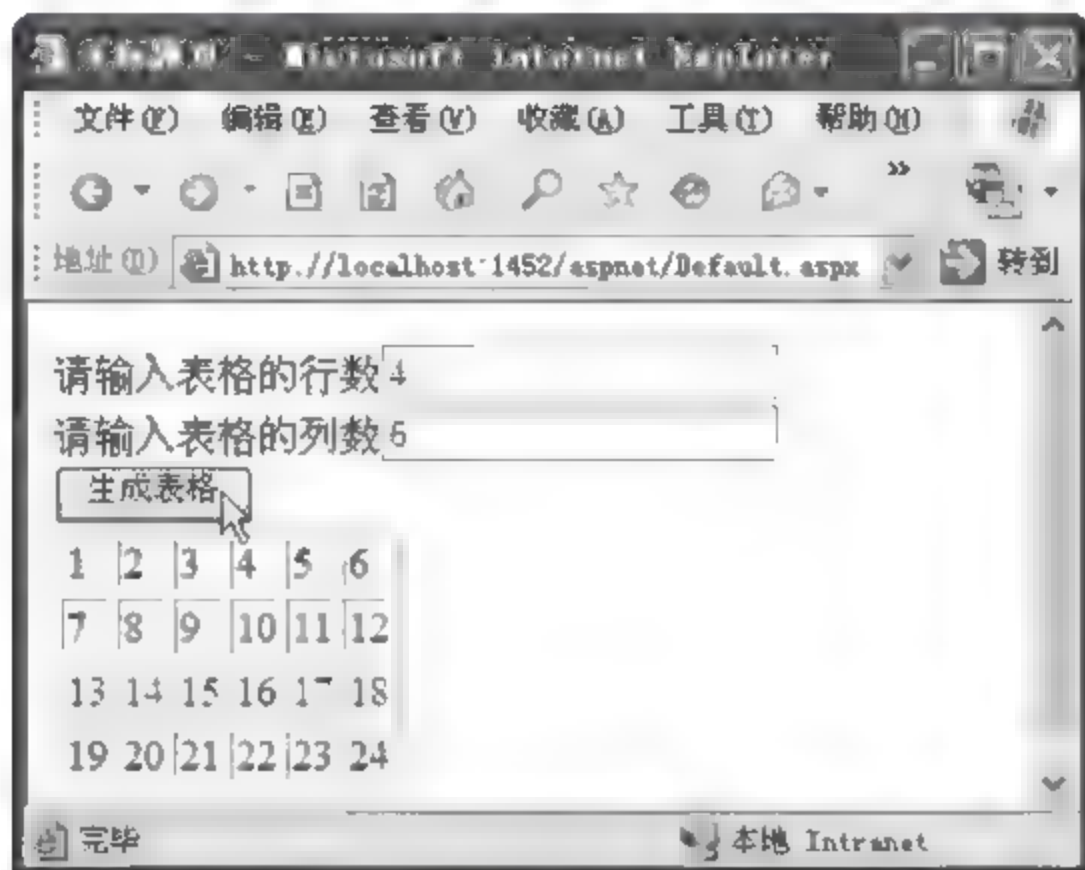 Microsoft Internet Explorer
文件(F) 编辑(E) 查看(V) 收藏(A) 工具(T) 帮助(H) »
地址(D) http://localhost:1452/aspnet/Default.aspx 转到
请输入表格的行数 4
请输入表格的列数 6
生成表格
1 2 3 4 5 6
7 8 9 10 11 12
13 14 15 16 17 18
19 20 21 22 23 24
完毕 本地 Intranet